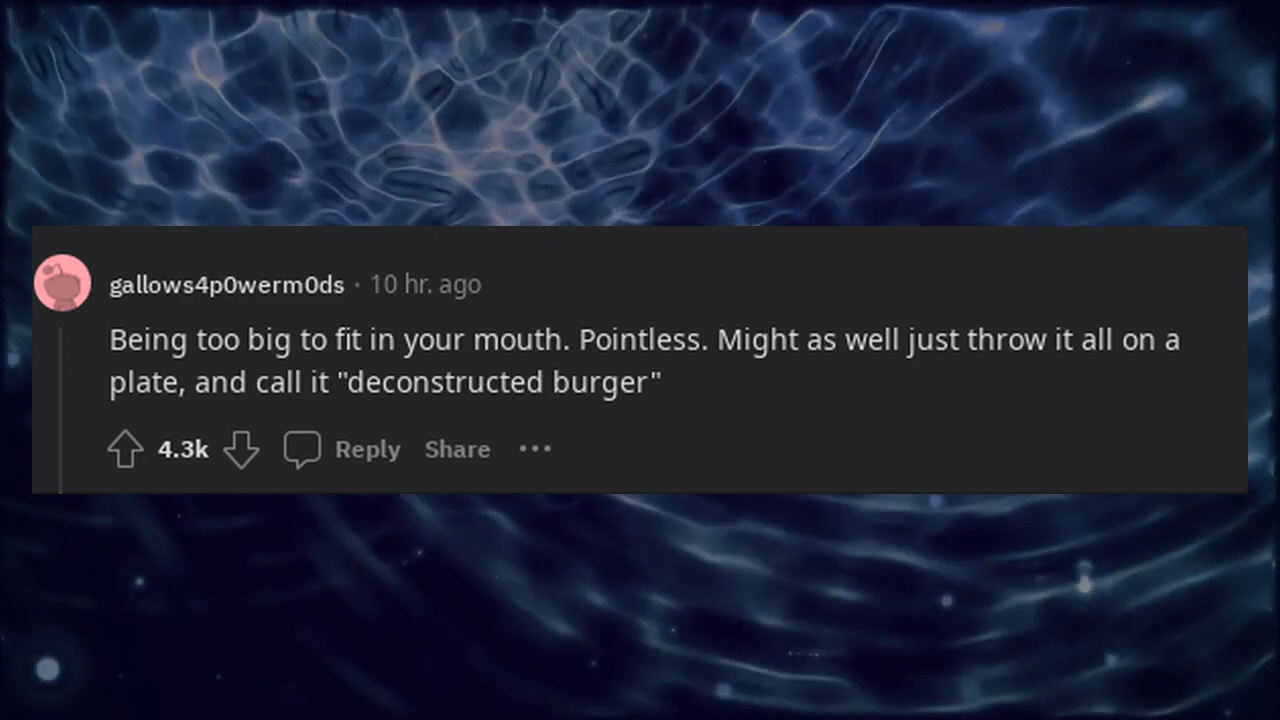 gallows4p0werm0ds · 10 hr. ago
Being too big to fit in your mouth. Pointless. Might as well just throw it all on a
plate, and call it "deconstructed burger"
4.3k Reply Share •••